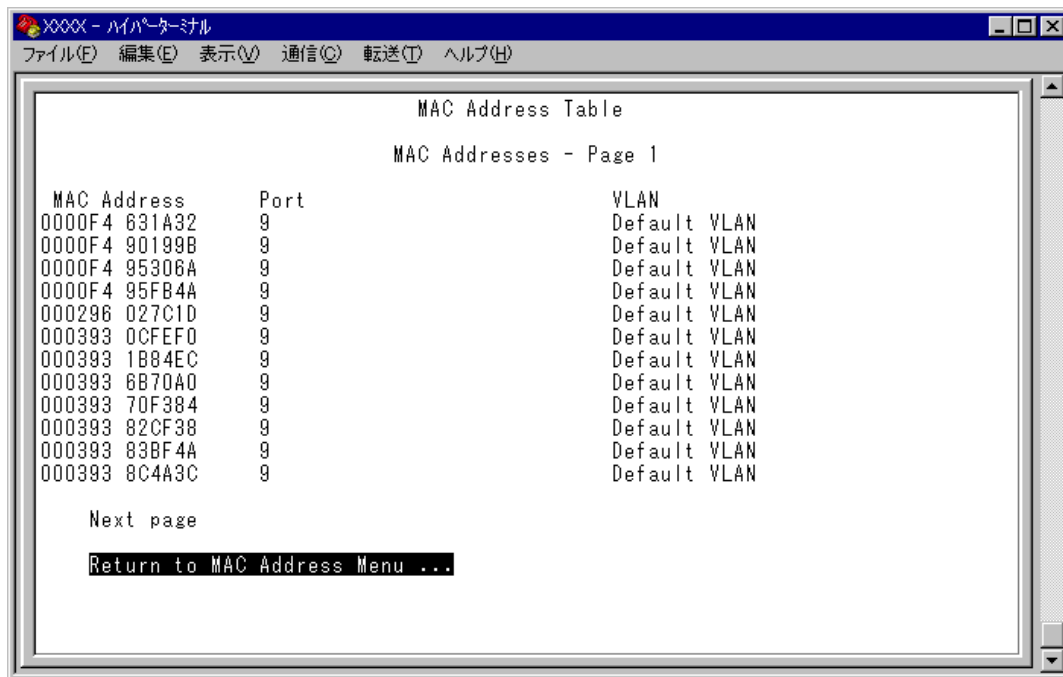 XXXX - ハイパーターミナル
ファイル(F) 編集(E) 表示(V) 通信(C) 転送(T) ヘルプ(H)
MAC Address Table
MAC Addresses - Page 1
MAC Address Port VLAN
0000F4 631A32 9 Default VLAN
0000F4 90199B 9 Default VLAN
0000F4 95306A 9 Default VLAN
0000F4 95FB4A 9 Default VLAN
000296 027C1D 9 Default VLAN
000393 0CFEF0 9 Default VLAN
000393 1B84EC 9 Default VLAN
000393 6B70A0 9 Default VLAN
000393 70F384 9 Default VLAN
000393 82CF38 9 Default VLAN
000393 83BF4A 9 Default VLAN
000393 8C4A3C 9 Default VLAN
Next page
Return to MAC Address Menu ...